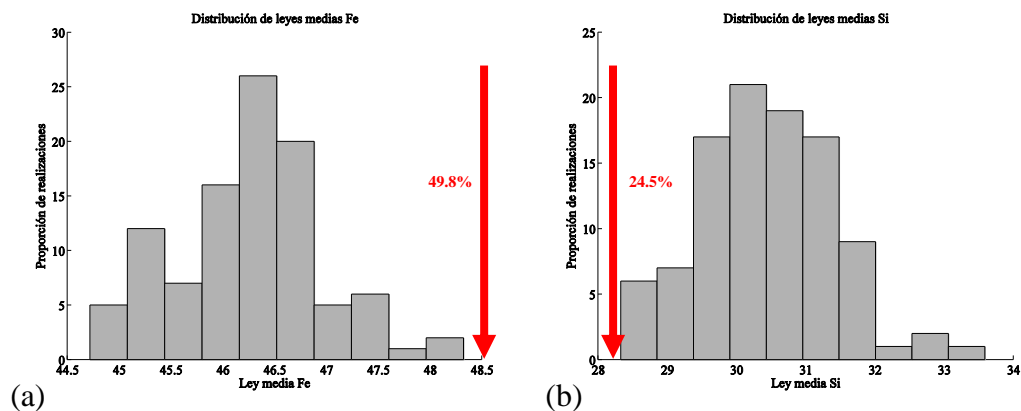 Distribución de leyes medias Fe
30
25
20
15
10
5
0
Proporción de realizaciones
49.8%
44.5 45 45.5 46 46.5 47 47.5 48 48.5
Ley media Fe
(a)
Distribución de leyes medias Si
25
20
15
10
5
0
Proporción de realizaciones
24.5%
28 29 30 31 32 33 34
Ley media Si
(b)